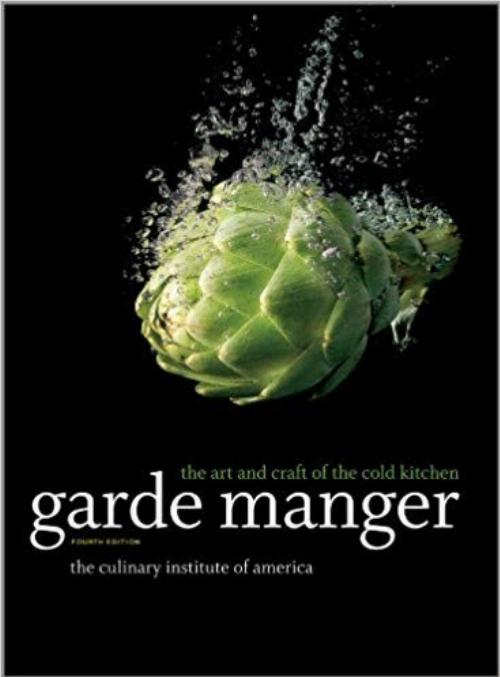 the art and craft of the cold kitchen
garde manger
FOURTH EDITION
the culinary institute of america